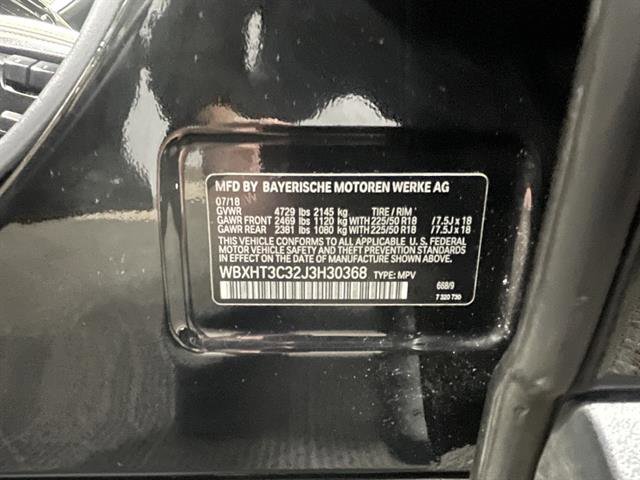 MFD BY BAYERISCHE MOTOREN WERKE AG
07/18
GVWR 4729 lbs 2145 kg TIRE / RIM
GAWR FRONT 2469 lbs 1120 kg WITH 225/50 R18 /7.5J x 18
GAWR REAR 2381 lbs 1080 kg WITH 225/50 R18 /7.5J x 18
THIS VEHICLE CONFORMS TO ALL APPLICABLE U. S. FEDERAL
MOTOR VEHICLE SAFETY AND THEFT PREVENTION STANDARDS
IN EFFECT ON THE DATE OF MANUFACTURE SHOWN ABOVE.
WBXHT3C32J3H30368 TYPE: MPV
668/9
7 320 730